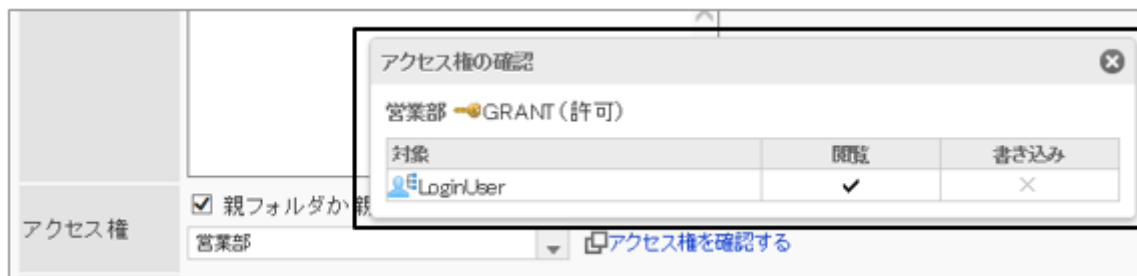 アクセス権の確認
営業部 GRANT(許可)
対象 閲覧 書き込み
LoginUser
アクセス権
親フォルダか 親
営業部
アクセス権を確認する